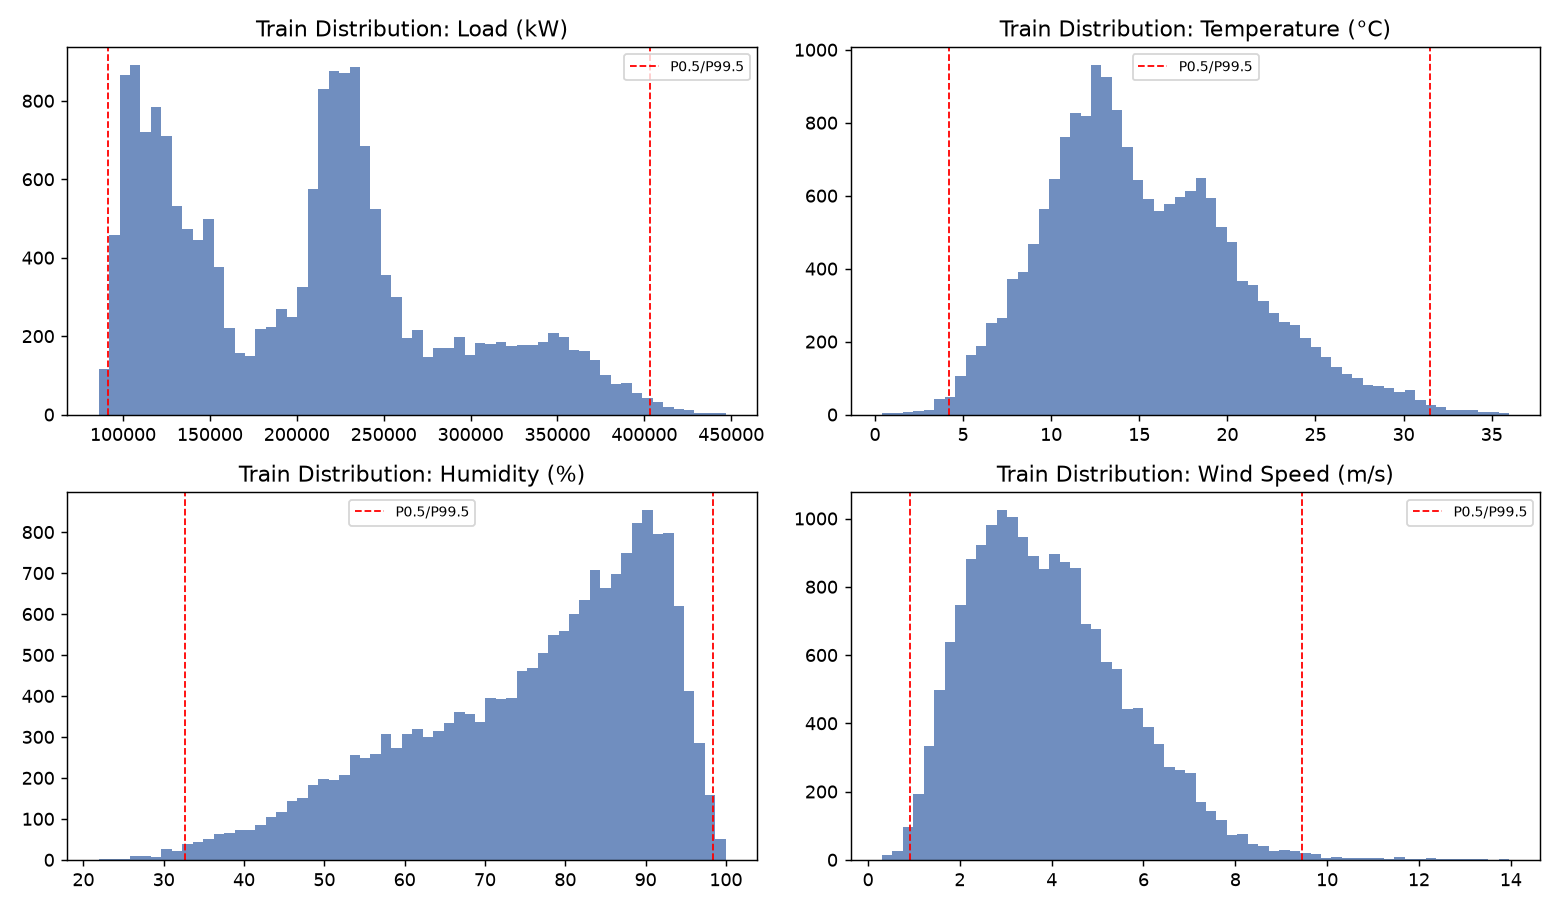 Train Distribution: Load (kW)
P0.5/P99.5
800
600
400
200
0
100000 150000 200000 250000 300000 350000 400000 450000
Train Distribution: Temperature (°C)
P0.5/P99.5
1000
800
600
400
200
0
0 5 10 15 20 25 30 35
Train Distribution: Humidity (%)
P0.5/P99.5
800
700
600
500
400
300
200
100
0
20 30 40 50 60 70 80 90 100
Train Distribution: Wind Speed (m/s)
P0.5/P99.5
1000
800
600
400
200
0
0 2 4 6 8 10 12 14